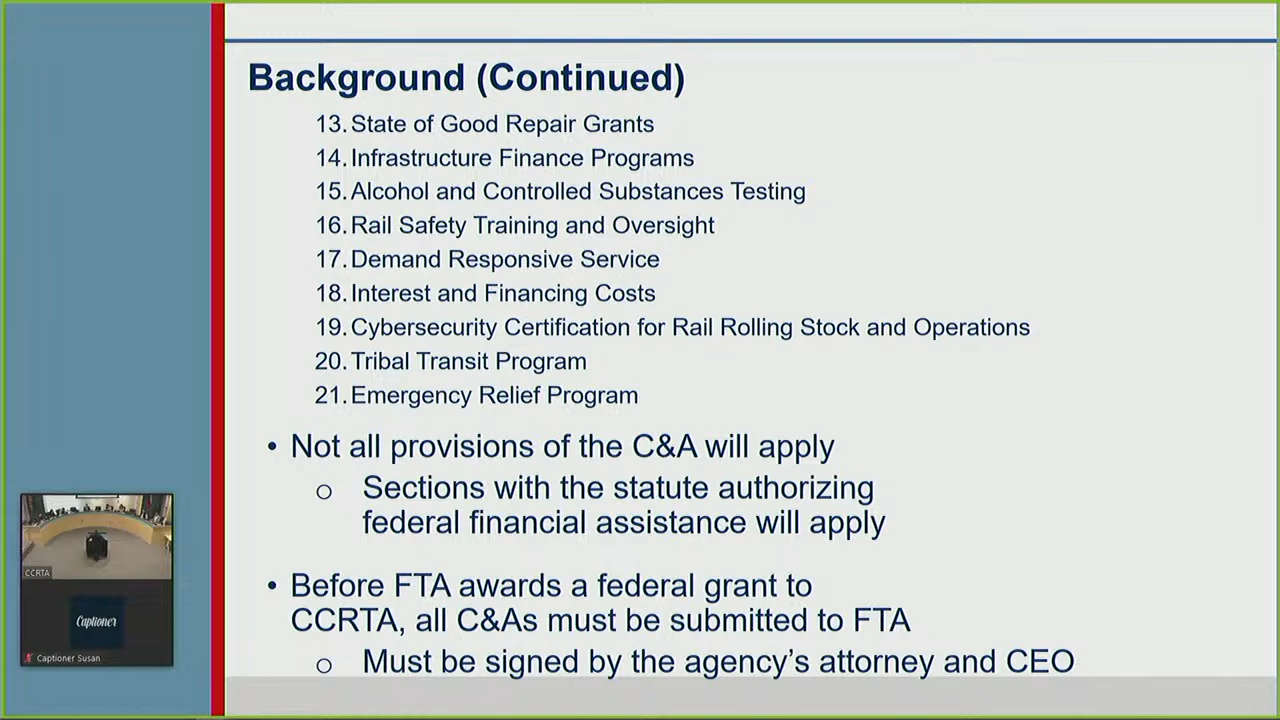 Background (Continued)
13. State of Good Repair Grants
14. Infrastructure Finance Programs
15. Alcohol and Controlled Substances Testing
16. Rail Safety Training and Oversight
17. Demand Responsive Service
18. Interest and Financing Costs
19. Cybersecurity Certification for Rail Rolling Stock and Operations
20. Tribal Transit Program
21. Emergency Relief Program
• Not all provisions of the C&A will apply
o Sections with the statute authorizing
federal financial assistance will apply
• Before FTA awards a federal grant to
CCRTA, all C&As must be submitted to FTA
o Must be signed by the agency’s attorney and CEO
CCRTA
Captioner
Captioner Susan